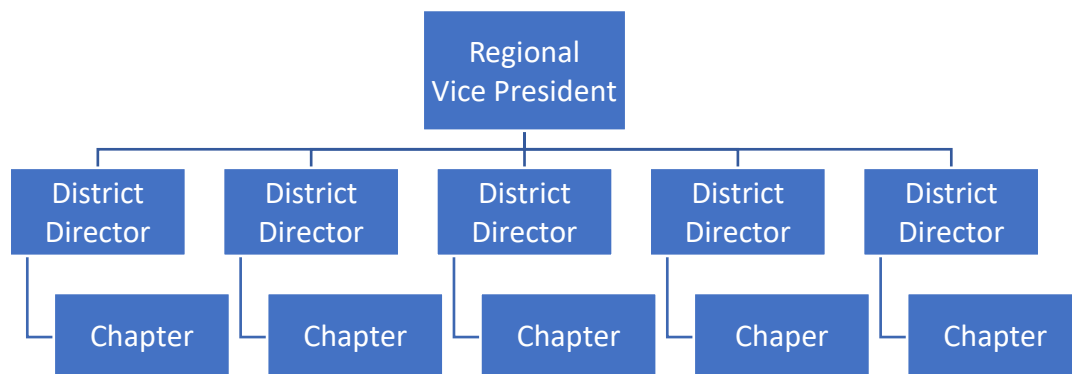 Regional
Vice President
District
Director
District
Director
District
Director
District
Director
District
Director
Chapter
Chapter
Chapter
Chaper
Chapter